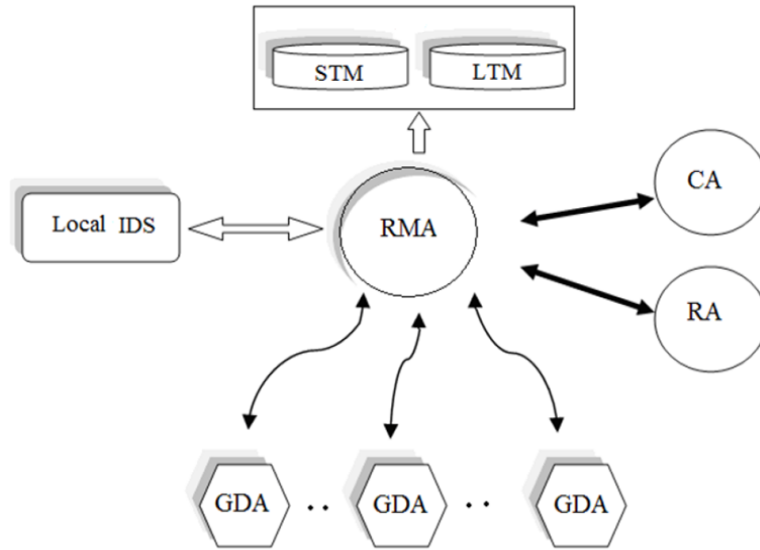 STM
LTM
CA
Local IDS
RMA
RA
GDA .. GDA .. GDA